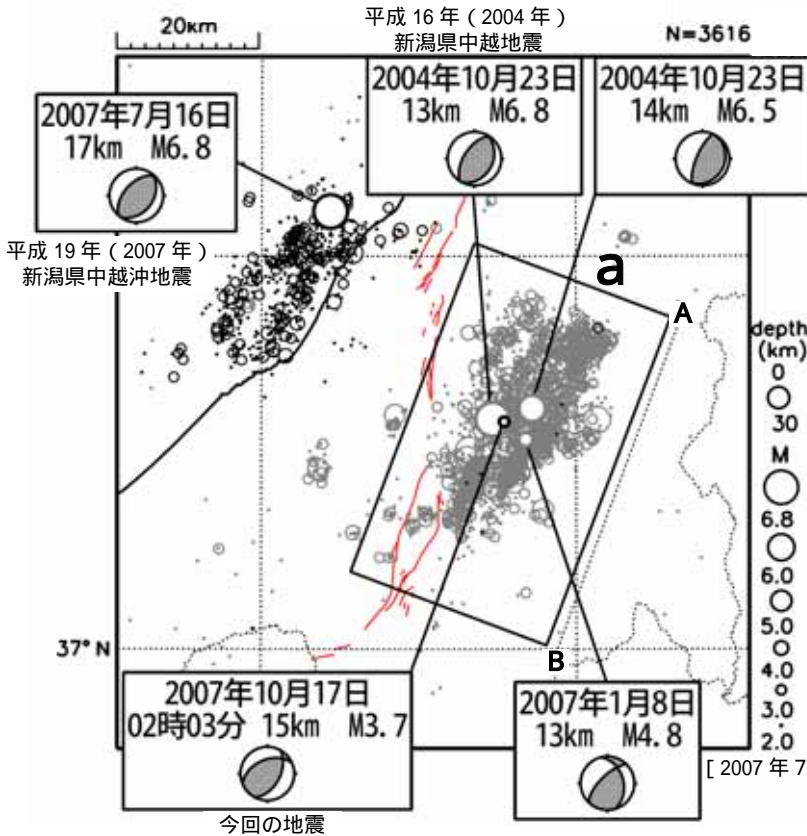 20km
平成 16 年 ( 2004 年 )
新潟県中越地震
N=3616
2007年7月16日
17km M6.8
2004年10月23日
13km M6.8
2004年10月23日
14km M6.5
平成 19 年 ( 2007 年 )
新潟県中越沖地震
a
A
depth
(km)
0
30
M
6.8
6.0
5.0
4.0
3.0
2.0
37° N
B
2007年10月17日
02時03分 15km M3.7
今回の地震
2007年1月8日
13km M4.8
[ 2007 年 7